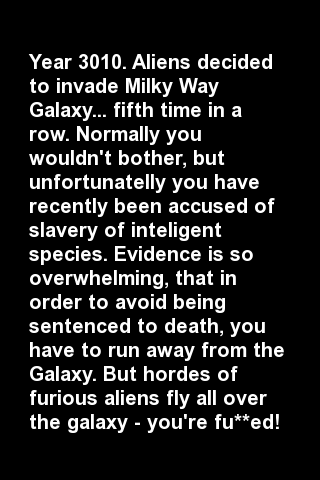 Year 3010. Aliens decided
to invade Milky Way
Galaxy... fifth time in a
row. Normally you
wouldn't bother, but
unfortunatelly you have
recently been accused of
slavery of inteligent
species. Evidence is so
overwhelming, that in
order to avoid being
sentenced to death, you
have to run away from the
Galaxy. But hordes of
furious aliens fly all over
the galaxy - you're fu**ed!